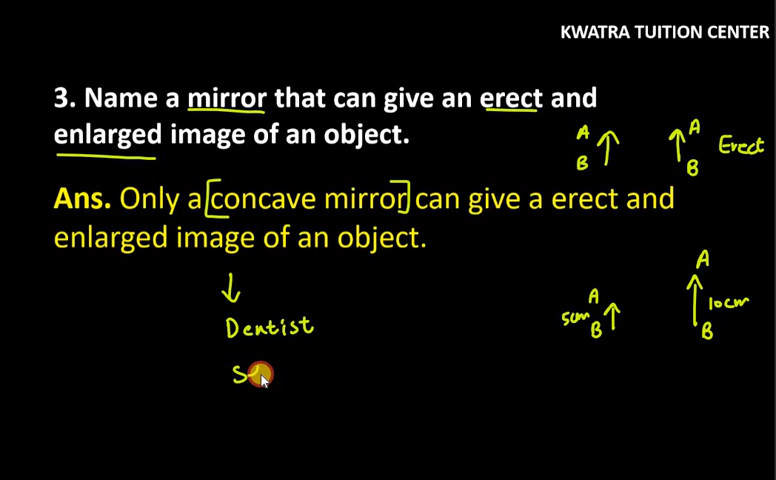 KWATRA TUITION CENTER
3. Name a mirror that can give an erect and
enlarged image of an object.
A
B
A
B
Erect
Ans. Only a [concave mirror] can give a erect and
enlarged image of an object.
A
5cm
B
A
10cm
B
Dentist